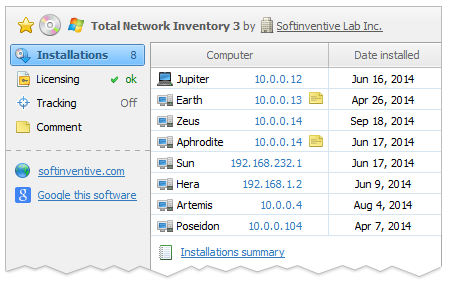 Total Network Inventory 3 by Softinventive Lab Inc.
Installations 8
Licensing ok
Tracking Off
Comment
softinventive.com
Google this software
Computer Date installed
Jupiter 10.0.0.12 Jun 16, 2014
Earth 10.0.0.13 Apr 26, 2014
Zeus 10.0.0.14 Sep 18, 2014
Aphrodite 10.0.0.14 Jun 17, 2014
Sun 192.168.232.1 Jun 17, 2014
Hera 192.168.1.2 Jun 9, 2014
Artemis 10.0.0.4 Aug 4, 2014
Poseidon 10.0.0.104 Apr 7, 2014
Installations summary